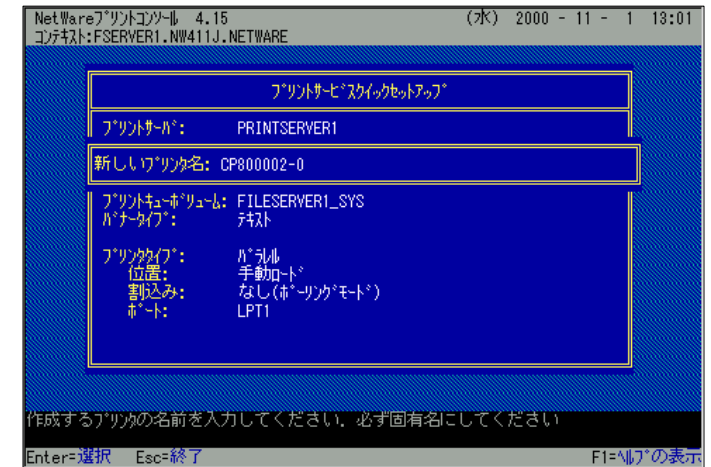 NetWareﾌﾟﾘﾝﾄｺﾝｿｰﾙ 4.15 (水) 2000 - 11 - 1 13:01
ｺﾝﾃｷｽﾄ:FSERVER1.NW411J.NETWARE
ﾌﾟﾘﾝﾄｻｰﾋﾞｽｸｲｯｸｾｯﾄｱｯﾌﾟ
ﾌﾟﾘﾝﾄｻｰﾊﾞ: PRINTSERVER1
新しいﾌﾟﾘﾝﾀ名: CP800002-0
ﾌﾟﾘﾝﾄｷｭｰﾎﾞﾘｭｰﾑ: FILESERVER1_SYS
ﾊﾞﾅｰﾀｲﾌﾟ: ﾃｷｽﾄ
ﾌﾟﾘﾝﾀﾀｲﾌﾟ: ﾊﾟﾗﾚﾙ
位置: 手動ﾛｰﾄﾞ
割込み: なし(ﾎﾟｰﾘﾝｸﾞﾓｰﾄﾞ)
ﾎﾟｰﾄ: LPT1
作成するﾌﾟﾘﾝﾀの名前を入力してください. 必ず固有名にしてください
Enter=選択 Esc=終了 F1=ﾍﾙﾌﾟの表示